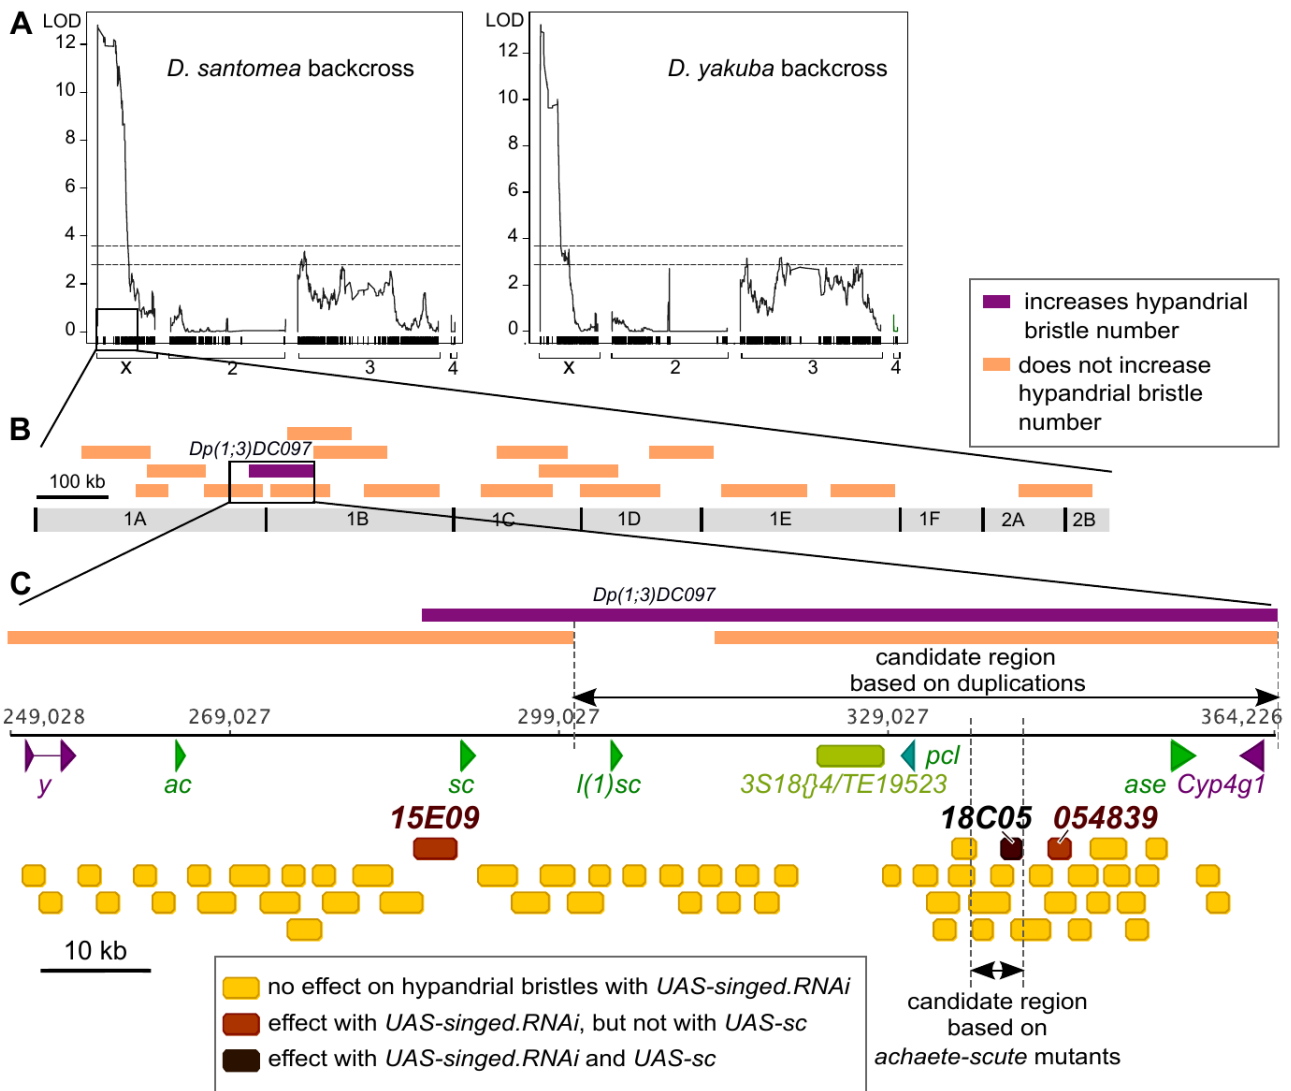 A
LOD
12
10
8
6
4
2
0
D. santomea backcross
X
2
3
4
LOD
12
10
8
6
4
2
0
D. yakuba backcross
X
2
3
4
increases hypandrial
bristle number
does not increase
hypandrial bristle
number
B
Dp(1;3)DC097
100 kb
1A
1B
1C
1D
1E
1F
2A
2B
C
Dp(1;3)DC097
candidate region
based on duplications
249,028
269,027
299,027
329,027
364,226
y
ac
sc
l(1)sc
3S18{}4/TE19523
pcl
ase
Cyp4g1
15E09
18C05
054839
10 kb
candidate region
based on
achaete-scute mutants
no effect on hypandrial bristles with UAS-singed.RNAi
effect with UAS-singed.RNAi, but not with UAS-sc
effect with UAS-singed.RNAi and UAS-sc